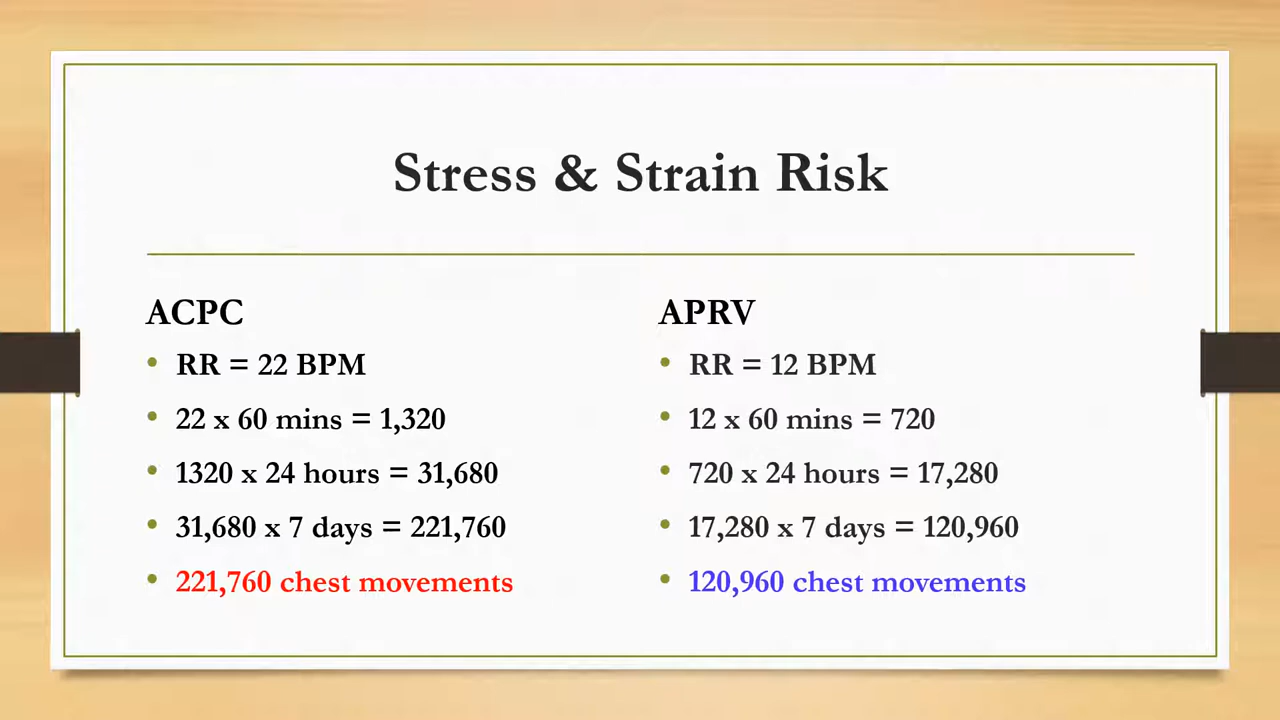 Stress & Strain Risk
ACPC
• RR = 22 BPM
• 22 x 60 mins = 1,320
• 1320 x 24 hours = 31,680
• 31,680 x 7 days = 221,760
• 221,760 chest movements
APRV
• RR = 12 BPM
• 12 x 60 mins = 720
• 720 x 24 hours = 17,280
• 17,280 x 7 days = 120,960
• 120,960 chest movements